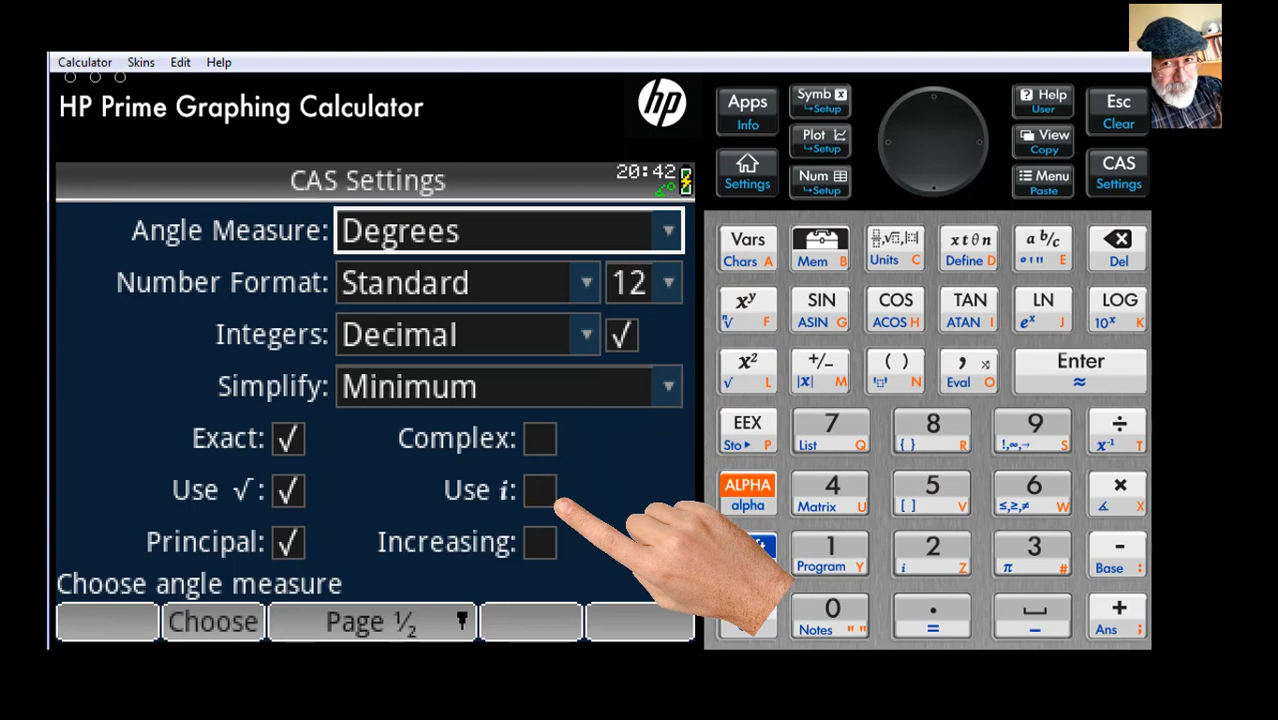 Calculator Skins Edit Help
HP Prime Graphing Calculator
hp
CAS Settings 20:42
Angle Measure: Degrees
Number Format: Standard 12
Integers: Decimal √
Simplify: Minimum
Exact: √ Complex:
Use √: √ Use i:
Principal: √ Increasing:
Choose angle measure
Choose Page ½
Apps
Info
Symb
↳Setup
Plot
↳Setup
Num
↳Setup
Settings
? Help
User
View
Copy
Menu
Paste
Esc
Clear
CAS
Settings
Vars x t θ n a b/c
Chars A Mem B Units C Define D ° ' '' E Del
xʸ SIN COS TAN LN LOG
ⁿ√ F ASIN G ACOS H ATAN I eˣ J 10ˣ K
x² +/- ( ) , Enter
√ L |x| M N Eval O ≈
EEX 7 8 9 ÷
Sto ▸ P List Q { } R !,∞,→ S x⁻¹ T
ALPHA 4 5 6 ×
alpha Matrix U [ ] V ≤,≥,≠ W ∡ X
1 2 3 -
Program Y i Z π # Base :
0 . ␣ +
Notes " " = _ Ans ;